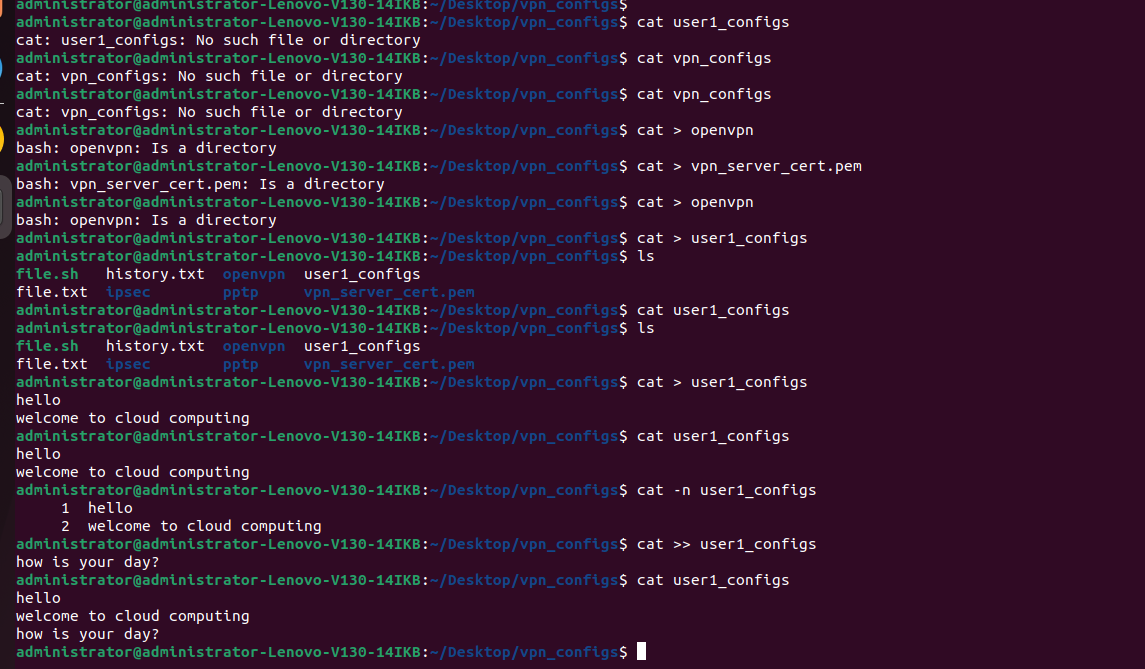 administrator@administrator-Lenovo-V130-14IKB:~/Desktop/vpn_configs$
administrator@administrator-Lenovo-V130-14IKB:~/Desktop/vpn_configs$ cat user1_configs
cat: user1_configs: No such file or directory
administrator@administrator-Lenovo-V130-14IKB:~/Desktop/vpn_configs$ cat vpn_configs
cat: vpn_configs: No such file or directory
administrator@administrator-Lenovo-V130-14IKB:~/Desktop/vpn_configs$ cat vpn_configs
cat: vpn_configs: No such file or directory
administrator@administrator-Lenovo-V130-14IKB:~/Desktop/vpn_configs$ cat > openvpn
bash: openvpn: Is a directory
administrator@administrator-Lenovo-V130-14IKB:~/Desktop/vpn_configs$ cat > vpn_server_cert.pem
bash: vpn_server_cert.pem: Is a directory
administrator@administrator-Lenovo-V130-14IKB:~/Desktop/vpn_configs$ cat > openvpn
bash: openvpn: Is a directory
administrator@administrator-Lenovo-V130-14IKB:~/Desktop/vpn_configs$ cat > user1_configs
administrator@administrator-Lenovo-V130-14IKB:~/Desktop/vpn_configs$ ls
file.sh   history.txt  openvpn  user1_configs
file.txt  ipsec        pptp     vpn_server_cert.pem
administrator@administrator-Lenovo-V130-14IKB:~/Desktop/vpn_configs$ cat user1_configs
administrator@administrator-Lenovo-V130-14IKB:~/Desktop/vpn_configs$ ls
file.sh   history.txt  openvpn  user1_configs
file.txt  ipsec        pptp     vpn_server_cert.pem
administrator@administrator-Lenovo-V130-14IKB:~/Desktop/vpn_configs$ cat > user1_configs
hello
welcome to cloud computing
administrator@administrator-Lenovo-V130-14IKB:~/Desktop/vpn_configs$ cat user1_configs
hello
welcome to cloud computing
administrator@administrator-Lenovo-V130-14IKB:~/Desktop/vpn_configs$ cat -n user1_configs
     1  hello
     2  welcome to cloud computing
administrator@administrator-Lenovo-V130-14IKB:~/Desktop/vpn_configs$ cat >> user1_configs
how is your day?
administrator@administrator-Lenovo-V130-14IKB:~/Desktop/vpn_configs$ cat user1_configs
hello
welcome to cloud computing
how is your day?
administrator@administrator-Lenovo-V130-14IKB:~/Desktop/vpn_configs$